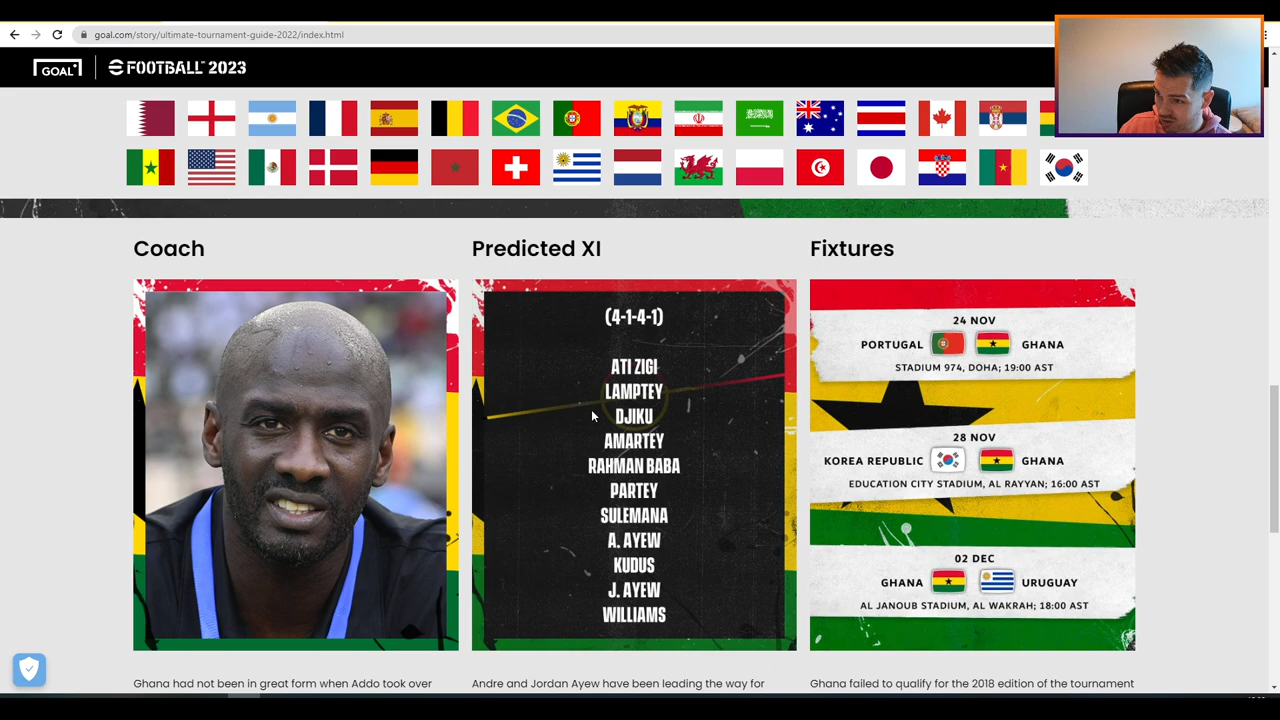 goal.com/story/ultimate-tournament-guide-2022/index.html
GOAL
FOOTBALL™ 2023
Coach
Predicted XI
Fixtures
(4-1-4-1)
ATI ZIGI
LAMPTEY
DJIKU
AMARTEY
RAHMAN BABA
PARTEY
SULEMANA
A. AYEW
KUDUS
J. AYEW
WILLIAMS
24 NOV
PORTUGAL GHANA
STADIUM 974, DOHA; 19:00 AST
28 NOV
KOREA REPUBLIC GHANA
EDUCATION CITY STADIUM, AL RAYYAN; 16:00 AST
02 DEC
GHANA URUGUAY
AL JANOUB STADIUM, AL WAKRAH; 18:00 AST
Ghana had not been in great form when Addo took over
Andre and Jordan Ayew have been leading the way for
Ghana failed to qualify for the 2018 edition of the tournament